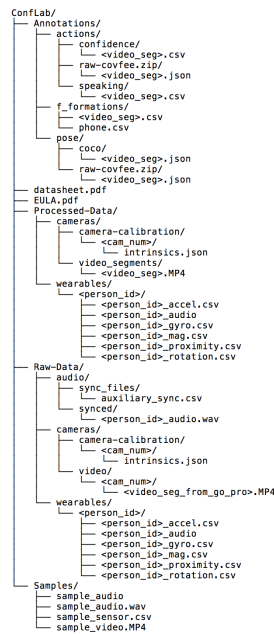 ConfLab/
├── Annotations/
│   ├── actions/
│   │   ├── confidence/
│   │   │   └── <video_seg>.csv
│   │   ├── raw-covfee.zip/
│   │   │   └── <video_seg>.json
│   │   └── speaking/
│   │       └── <video_seg>.csv
│   ├── f_formations/
│   │   ├── <video_seg>.csv
│   │   └── phone.csv
│   └── pose/
│       ├── coco/
│       │   └── <video_seg>.json
│       └── raw-covfee.zip/
│           └── <video_seg>.json
├── datasheet.pdf
├── EULA.pdf
├── Processed-Data/
│   ├── cameras/
│   │   ├── camera-calibration/
│   │   │   └── <cam_num>/
│   │   │       └── intrinsics.json
│   │   └── video_segments/
│   │       └── <video_seg>.MP4
│   └── wearables/
│       └── <person_id>/
│           ├── <person_id>_accel.csv
│           ├── <person_id>_audio
│           ├── <person_id>_gyro.csv
│           ├── <person_id>_mag.csv
│           ├── <person_id>_proximity.csv
│           └── <person_id>_rotation.csv
├── Raw-Data/
│   ├── audio/
│   │   ├── sync_files/
│   │   │   └── auxiliary_sync.csv
│   │   └── synced/
│   │       └── <person_id>_audio.wav
│   ├── cameras/
│   │   ├── camera-calibration/
│   │   │   └── <cam_num>/
│   │   │       └── intrinsics.json
│   │   └── video/
│   │       └── <cam_num>/
│   │           └── <video_seg_from_go_pro>.MP4
│   └── wearables/
│       └── <person_id>/
│           ├── <person_id>_accel.csv
│           ├── <person_id>_audio
│           ├── <person_id>_gyro.csv
│           ├── <person_id>_mag.csv
│           ├── <person_id>_proximity.csv
│           └── <person_id>_rotation.csv
└── Samples/
    ├── sample_audio
    ├── sample_audio.wav
    ├── sample_sensor.csv
    └── sample_video.MP4